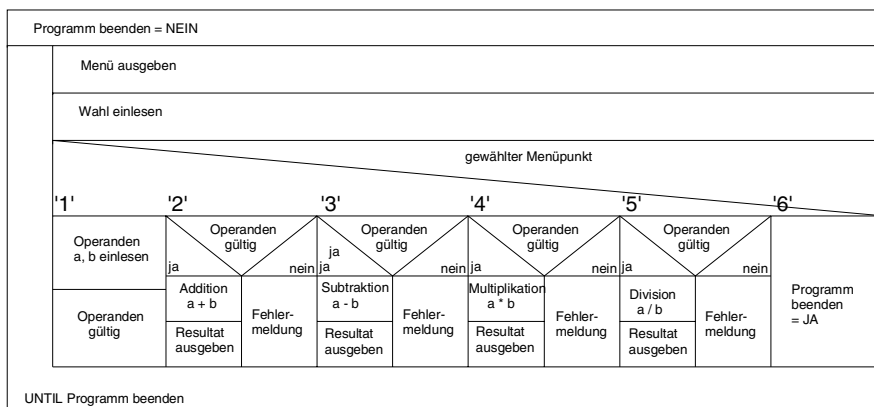 Programm beenden = NEIN
Menü ausgeben
Wahl einlesen
gewählter Menüpunkt
'1' '2' '3' '4' '5' '6'
Operanden
a, b einlesen
Operanden
gültig
Operanden
gültig
ja nein
Addition
a + b
Resultat
ausgeben
Fehler-
meldung
Operanden
gültig
ja
ja nein
Subtraktion
a - b
Resultat
ausgeben
Fehler-
meldung
Operanden
gültig
ja nein
Multiplikation
a * b
Resultat
ausgeben
Fehler-
meldung
Operanden
gültig
ja nein
Division
a / b
Resultat
ausgeben
Fehler-
meldung
Programm
beenden
= JA
UNTIL Programm beenden